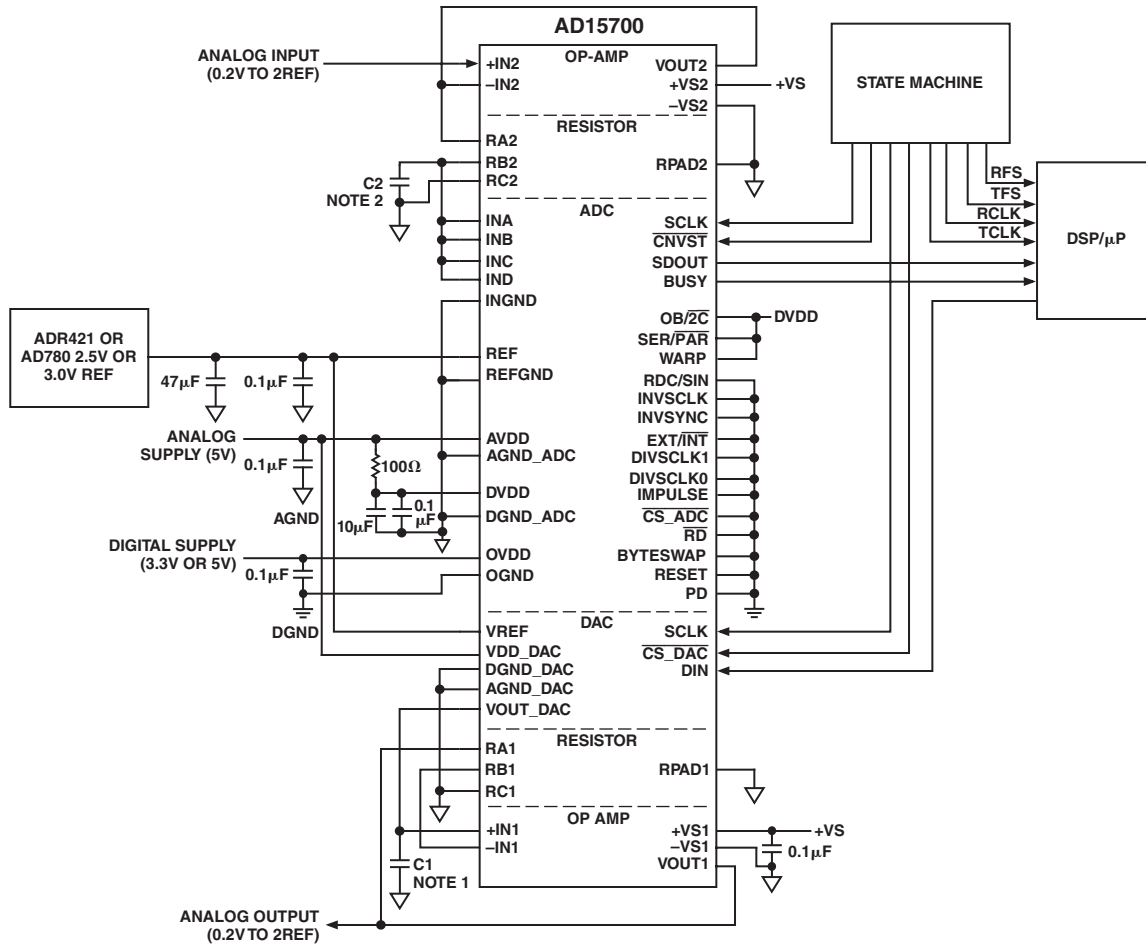 AD15700
ANALOG INPUT
(0.2V TO 2REF)
+IN2
–IN2
OP-AMP
VOUT2
+VS2
+VS
–VS2
RESISTOR
RA2
RB2
RC2
RPAD2
C2
NOTE 2
ADC
INA
INB
INC
IND
INGND
SCLK
CNVST
SDOUT
BUSY
STATE MACHINE
RFS
TFS
RCLK
TCLK
DSP/μP
OB/2C
DVDD
SER/PAR
WARP
ADR421 OR
AD780 2.5V OR
3.0V REF
47μF
0.1μF
REF
REFGND
RDC/SIN
INVSCLK
INVSYNC
EXT/INT
DIVSCLK1
DIVSCLK0
IMPULSE
CS_ADC
RD
BYTESWAP
RESET
PD
ANALOG
SUPPLY (5V)
0.1μF
AGND
100Ω
10μF
0.1
μF
AVDD
AGND_ADC
DVDD
DGND_ADC
DIGITAL SUPPLY
(3.3V OR 5V)
0.1μF
DGND
OVDD
OGND
DAC
VREF
VDD_DAC
DGND_DAC
AGND_DAC
VOUT_DAC
SCLK
CS_DAC
DIN
RESISTOR
RA1
RB1
RC1
RPAD1
OP AMP
+IN1
–IN1
+VS1
+VS
–VS1
VOUT1
0.1μF
C1
NOTE 1
ANALOG OUTPUT
(0.2V TO 2REF)